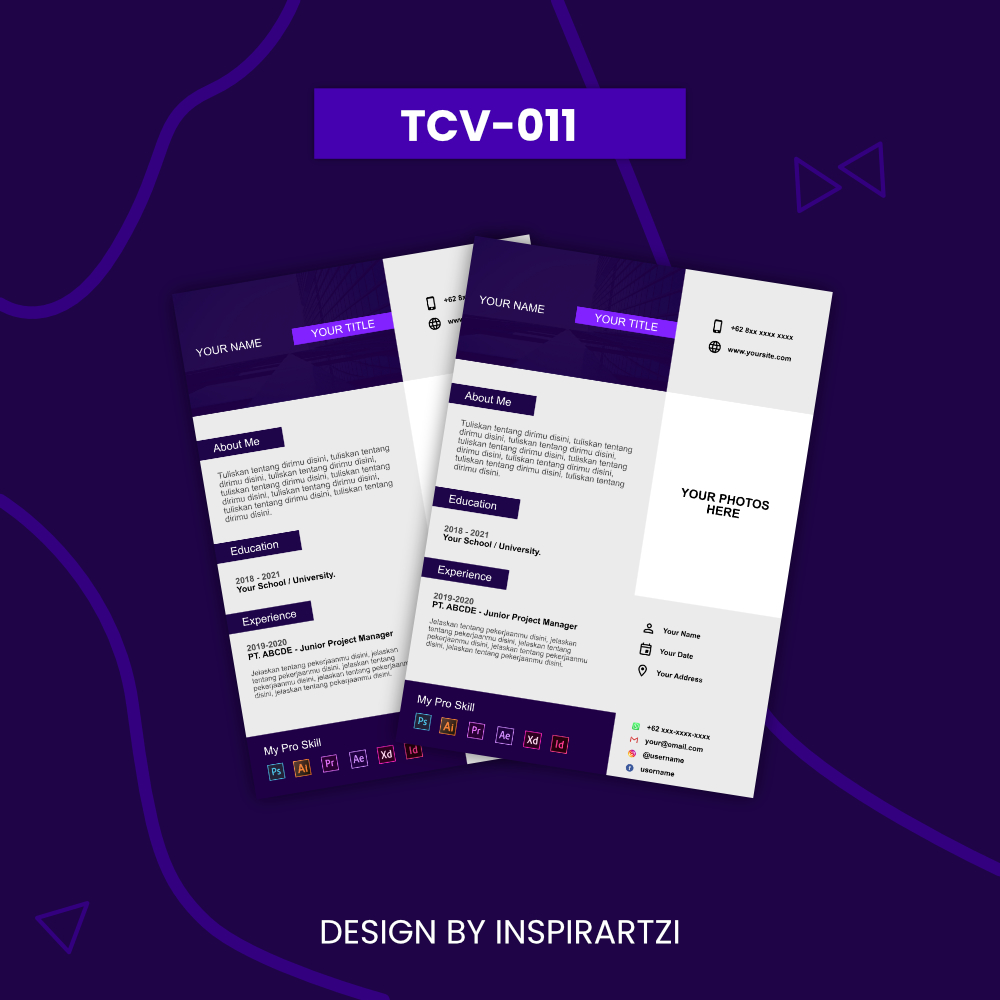 TCV-011
YOUR NAME
YOUR TITLE
+62 8x
www
About Me
Tuliskan tentang dirimu disini, tuliskan tentang
dirimu disini, tuliskan tentang dirimu disini,
tuliskan tentang dirimu disini, tuliskan tentang
dirimu disini, tuliskan tentang dirimu disini,
tuliskan tentang dirimu disini, tuliskan tentang
dirimu disini.
Education
2018 - 2021
Your School / University.
Experience
2019-2020
PT. ABCDE - Junior Project Manager
Jelaskan tentang pekerjaanmu disini, jelaskan
tentang pekerjaanmu disini, jelaskan tentang
pekerjaanmu disini, jelaskan tentang pekerjaanm
disini, jelaskan tentang pekerjaanmu disini.
My Pro Skill
Ps Ai Pr Ae Xd Id
YOUR NAME
YOUR TITLE
+62 8xx xxxx xxxx
www.yoursite.com
About Me
Tuliskan tentang dirimu disini, tuliskan tentang
dirimu disini, tuliskan tentang dirimu disini,
tuliskan tentang dirimu disini, tuliskan tentang
dirimu disini, tuliskan tentang dirimu disini,
tuliskan tentang dirimu disini, tuliskan tentang
dirimu disini.
YOUR PHOTOS
HERE
Education
2018 - 2021
Your School / University.
Experience
2019-2020
PT. ABCDE - Junior Project Manager
Jelaskan tentang pekerjaanmu disini, jelaskan
tentang pekerjaanmu disini, jelaskan tentang
pekerjaanmu disini, jelaskan tentang pekerjaanmu
disini, jelaskan tentang pekerjaanmu disini.
Your Name
Your Date
Your Address
My Pro Skill
Ps Ai Pr Ae Xd Id
+62 xxx-xxxx-xxxx
your@email.com
@username
username
DESIGN BY INSPIRARTZI